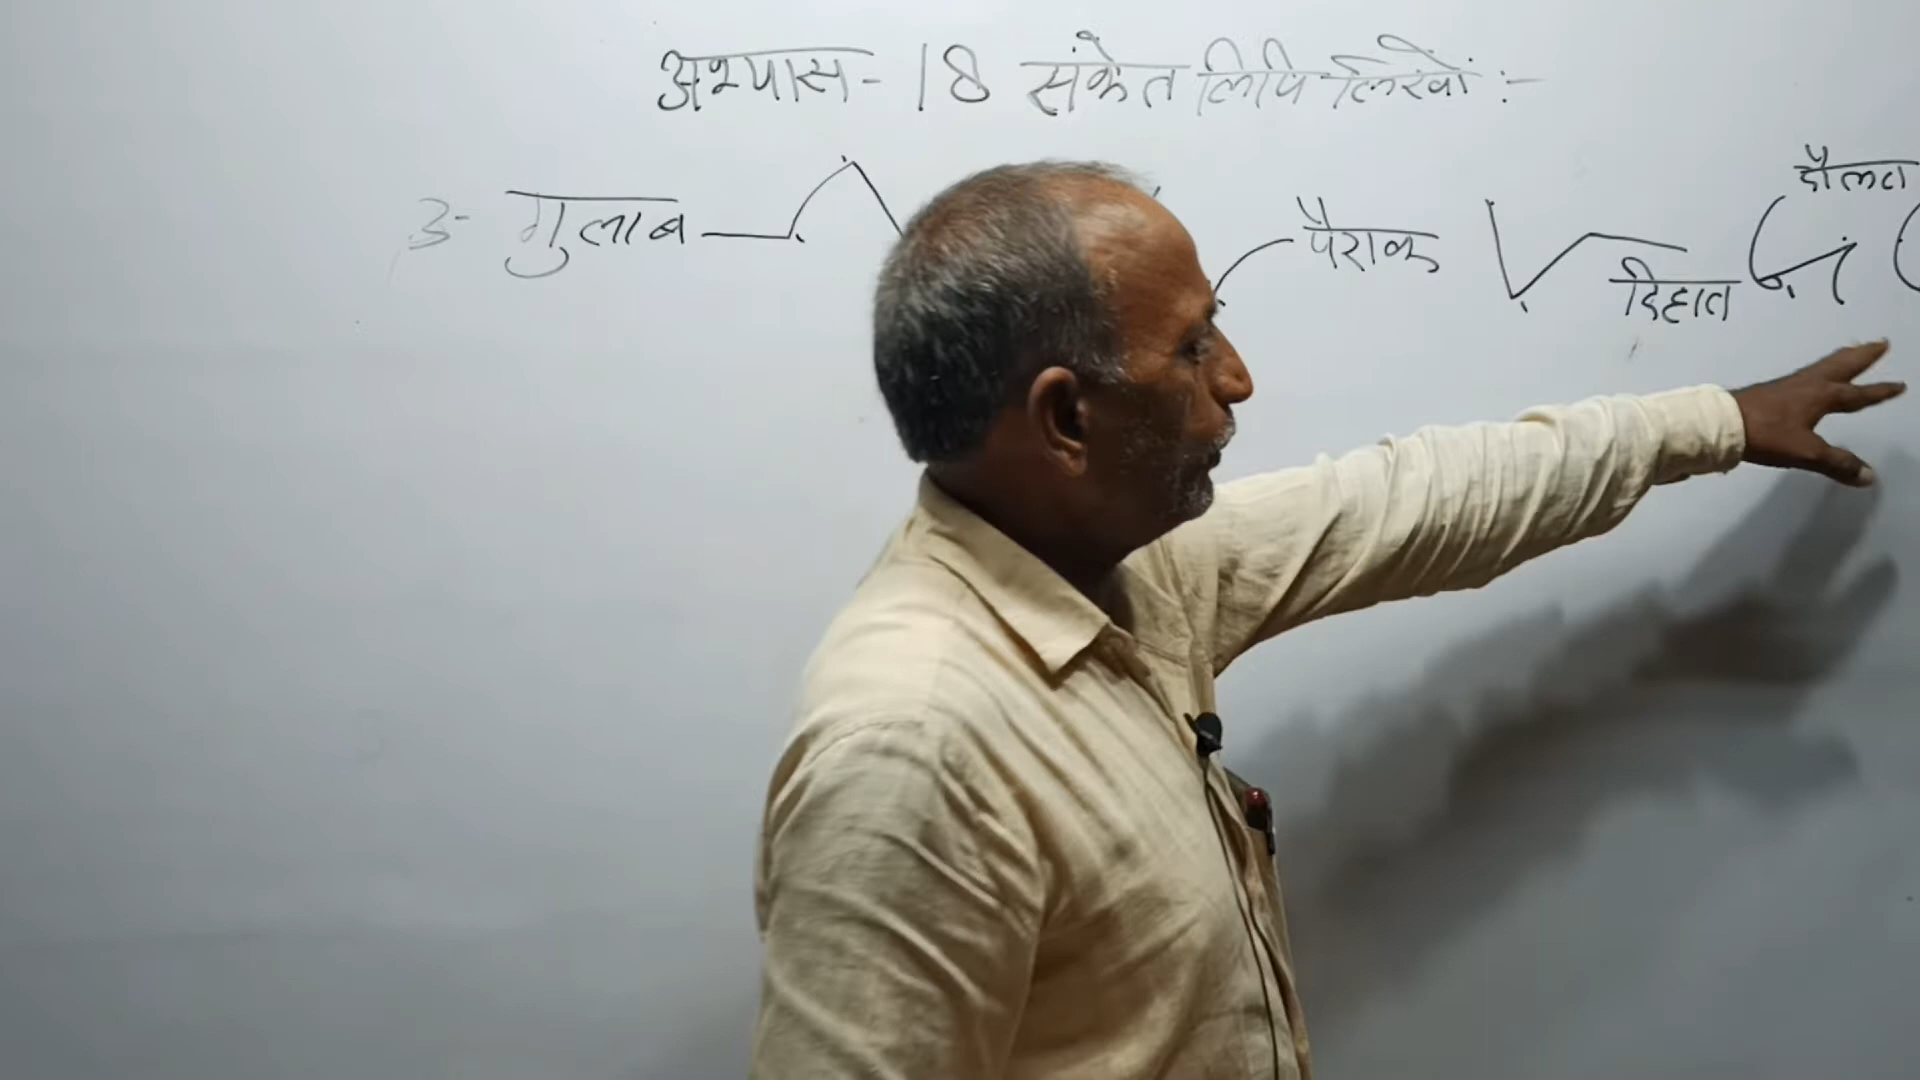 अभ्यास - 18 संकेत लिपि लिखों :-
3- गुलाब पैराक दिहात दौलत